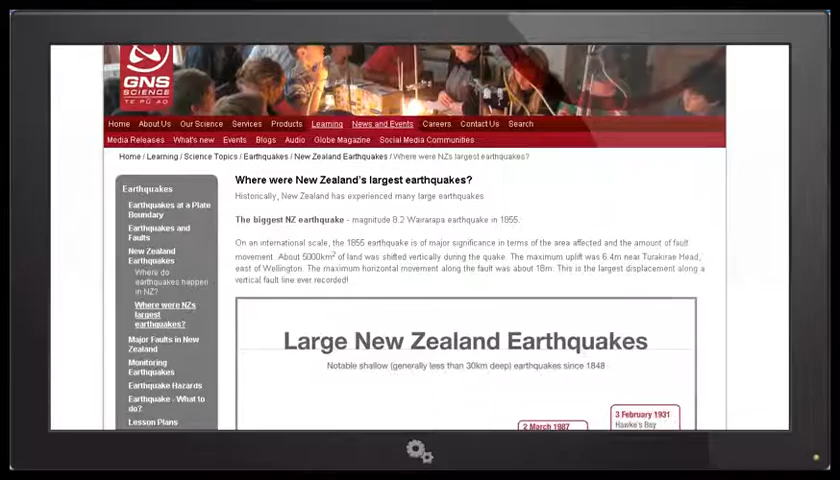 GNS
SCIENCE
TE PŪ AO
Home About Us Our Science Services Products Learning News and Events Careers Contact Us Search
Media Releases What's new Events Blogs Audio Globe Magazine Social Media Communities
Home / Learning / Science Topics / Earthquakes / New Zealand Earthquakes / Where were NZs largest earthquakes?
Earthquakes
Earthquakes at a Plate
Boundary
Earthquakes and
Faults
New Zealand
Earthquakes
Where do
earthquakes happen
in NZ?
Where were NZs
largest
earthquakes?
Major Faults in New
Zealand
Monitoring
Earthquakes
Earthquake Hazards
Earthquake - What to
do?
Lesson Plans
Where were New Zealand's largest earthquakes?
Historically, New Zealand has experienced many large earthquakes
The biggest NZ earthquake - magnitude 8.2 Wairarapa earthquake in 1855.
On an international scale, the 1855 earthquake is of major significance in terms of the area affected and the amount of fault
movement. About 5000km² of land was shifted vertically during the quake. The maximum uplift was 6.4m near Turakirae Head,
east of Wellington. The maximum horizontal movement along the fault was about 18m. This is the largest displacement along a
vertical fault line ever recorded!
Large New Zealand Earthquakes
Notable shallow (generally less than 30km deep) earthquakes since 1848
3 February 1931
Hawke's Bay
2 March 1987